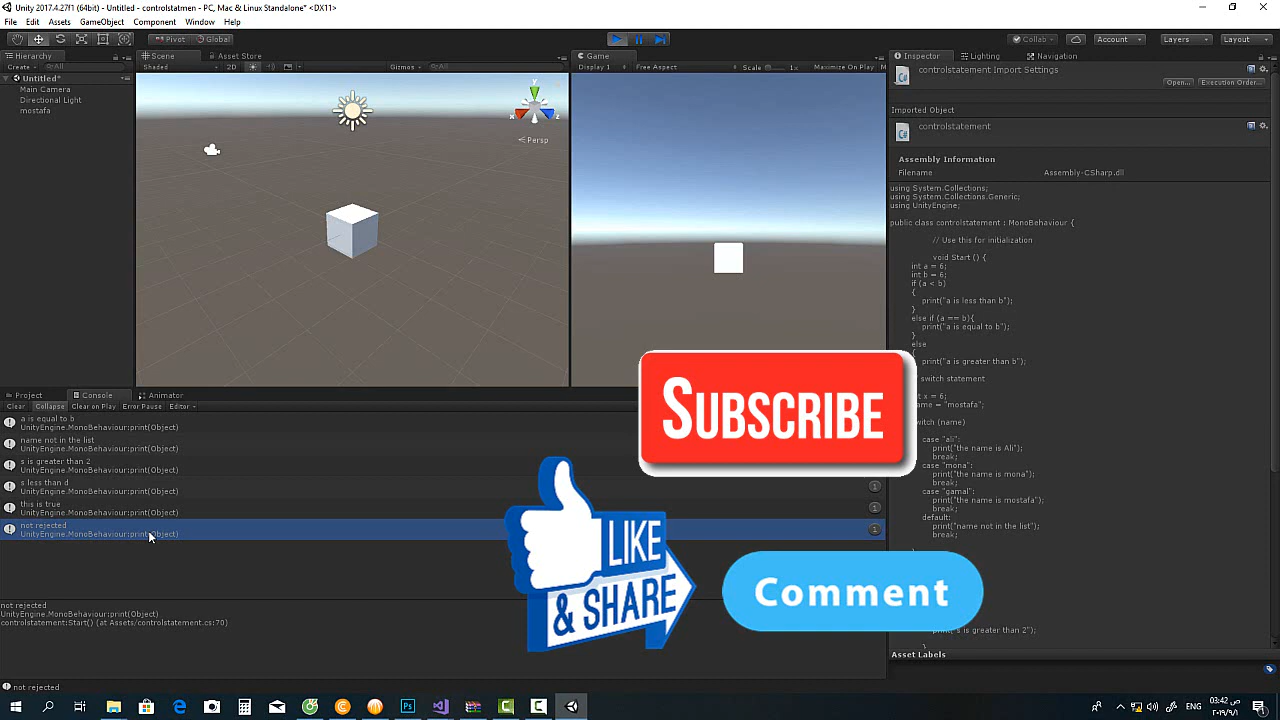 Unity 2017.4.27f1 (64bit) - Untitled - controlstatmen - PC, Mac & Linux Standalone* <DX11>
File Edit Assets GameObject Component Window Help
Pivot Global
Collab Account Layers Layout
Hierarchy
Create All
Untitled*
Main Camera
Directional Light
mostafa
Scene Asset Store
Shaded 2D Gizmos All
y
x z
Persp
Game
Display 1 Free Aspect Scale 1x Maximize On Play M
Inspector Lighting Navigation
controlstatement Import Settings
Open... Execution Order...
Imported Object
controlstatement
Assembly Information
Filename Assembly-CSharp.dll
using System.Collections;
using System.Collections.Generic;
using UnityEngine;
public class controlstatement : MonoBehaviour {
// Use this for initialization
void Start () {
int a = 6;
int b = 6;
if (a < b)
{
print("a is less than b");
}
else if (a == b){
print("a is equal to b");
}
else
{
print("a is greater than b");
switch statement
t x = 6;
ame = "mostafa";
witch (name)
case "ali":
print("the name is Ali");
break;
case "mona":
print("the name is mona");
break;
case "gamal":
print("the name is mostafa");
break;
default:
print("name not in the list");
break;
s is greater than 2");
}
Asset Labels
Project Console Animator
Clear Collapse Clear on Play Error Pause Editor
a is equal to b
UnityEngine.MonoBehaviour:print(Object)
name not in the list
UnityEngine.MonoBehaviour:print(Object)
s is greater than 2
UnityEngine.MonoBehaviour:print(Object)
s less than d
UnityEngine.MonoBehaviour:print(Object)
1
this is true
UnityEngine.MonoBehaviour:print(Object)
1
not rejected
UnityEngine.MonoBehaviour:print(Object)
1
not rejected
UnityEngine.MonoBehaviour:print(Object)
controlstatement:Start() (at Assets/controlstatement.cs:70)
not rejected
SUBSCRIBE
LIKE
& SHARE
Comment
ENG
03:42